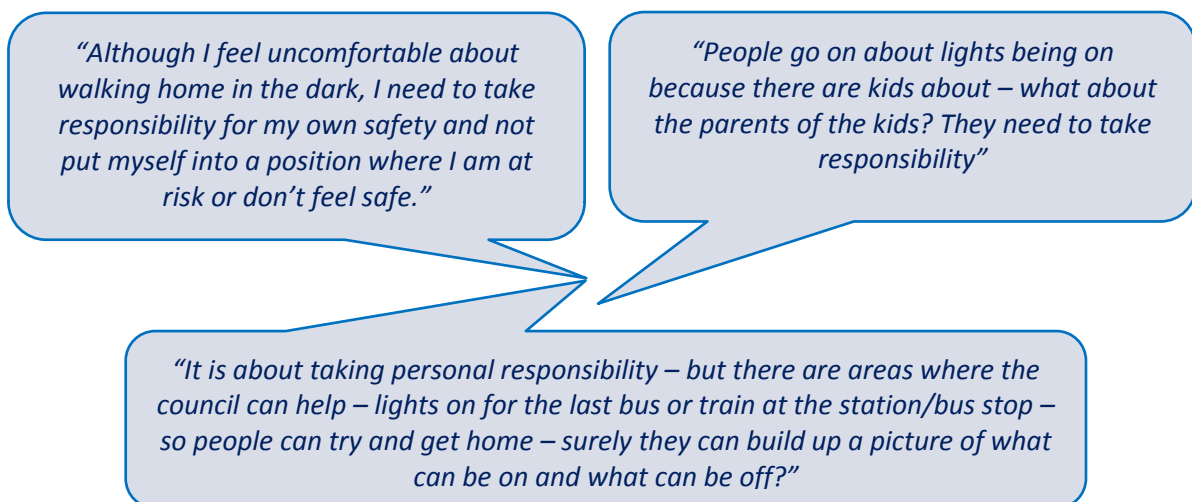 “Although I feel uncomfortable about
walking home in the dark, I need to take
responsibility for my own safety and not
put myself into a position where I am at
risk or don’t feel safe.”
“People go on about lights being on
because there are kids about – what about
the parents of the kids? They need to take
responsibility”
“It is about taking personal responsibility – but there are areas where the
council can help – lights on for the last bus or train at the station/bus stop –
so people can try and get home – surely they can build up a picture of what
can be on and what can be off?”